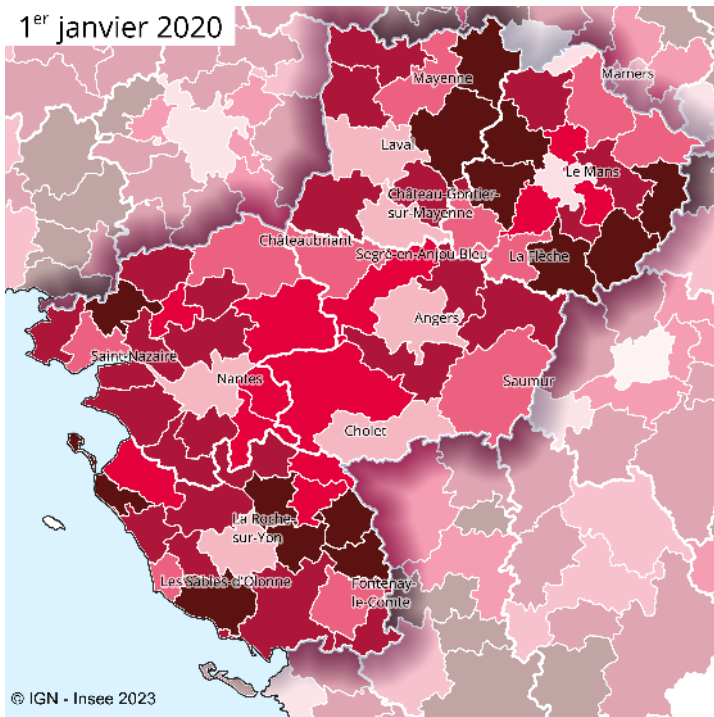 1er janvier 2020
Mayenne
Mamers
Laval
Le Mans
Château-Gontier-
sur-Mayenne
Châteaubriant
Segré-en-Anjou Bleu
La Flèche
Angers
Saint-Nazaire
Nantes
Saumur
Cholet
La Roche-
sur-Yon
Les Sables-d'Olonne
Fontenay-
le-Comte
© IGN - Insee 2023